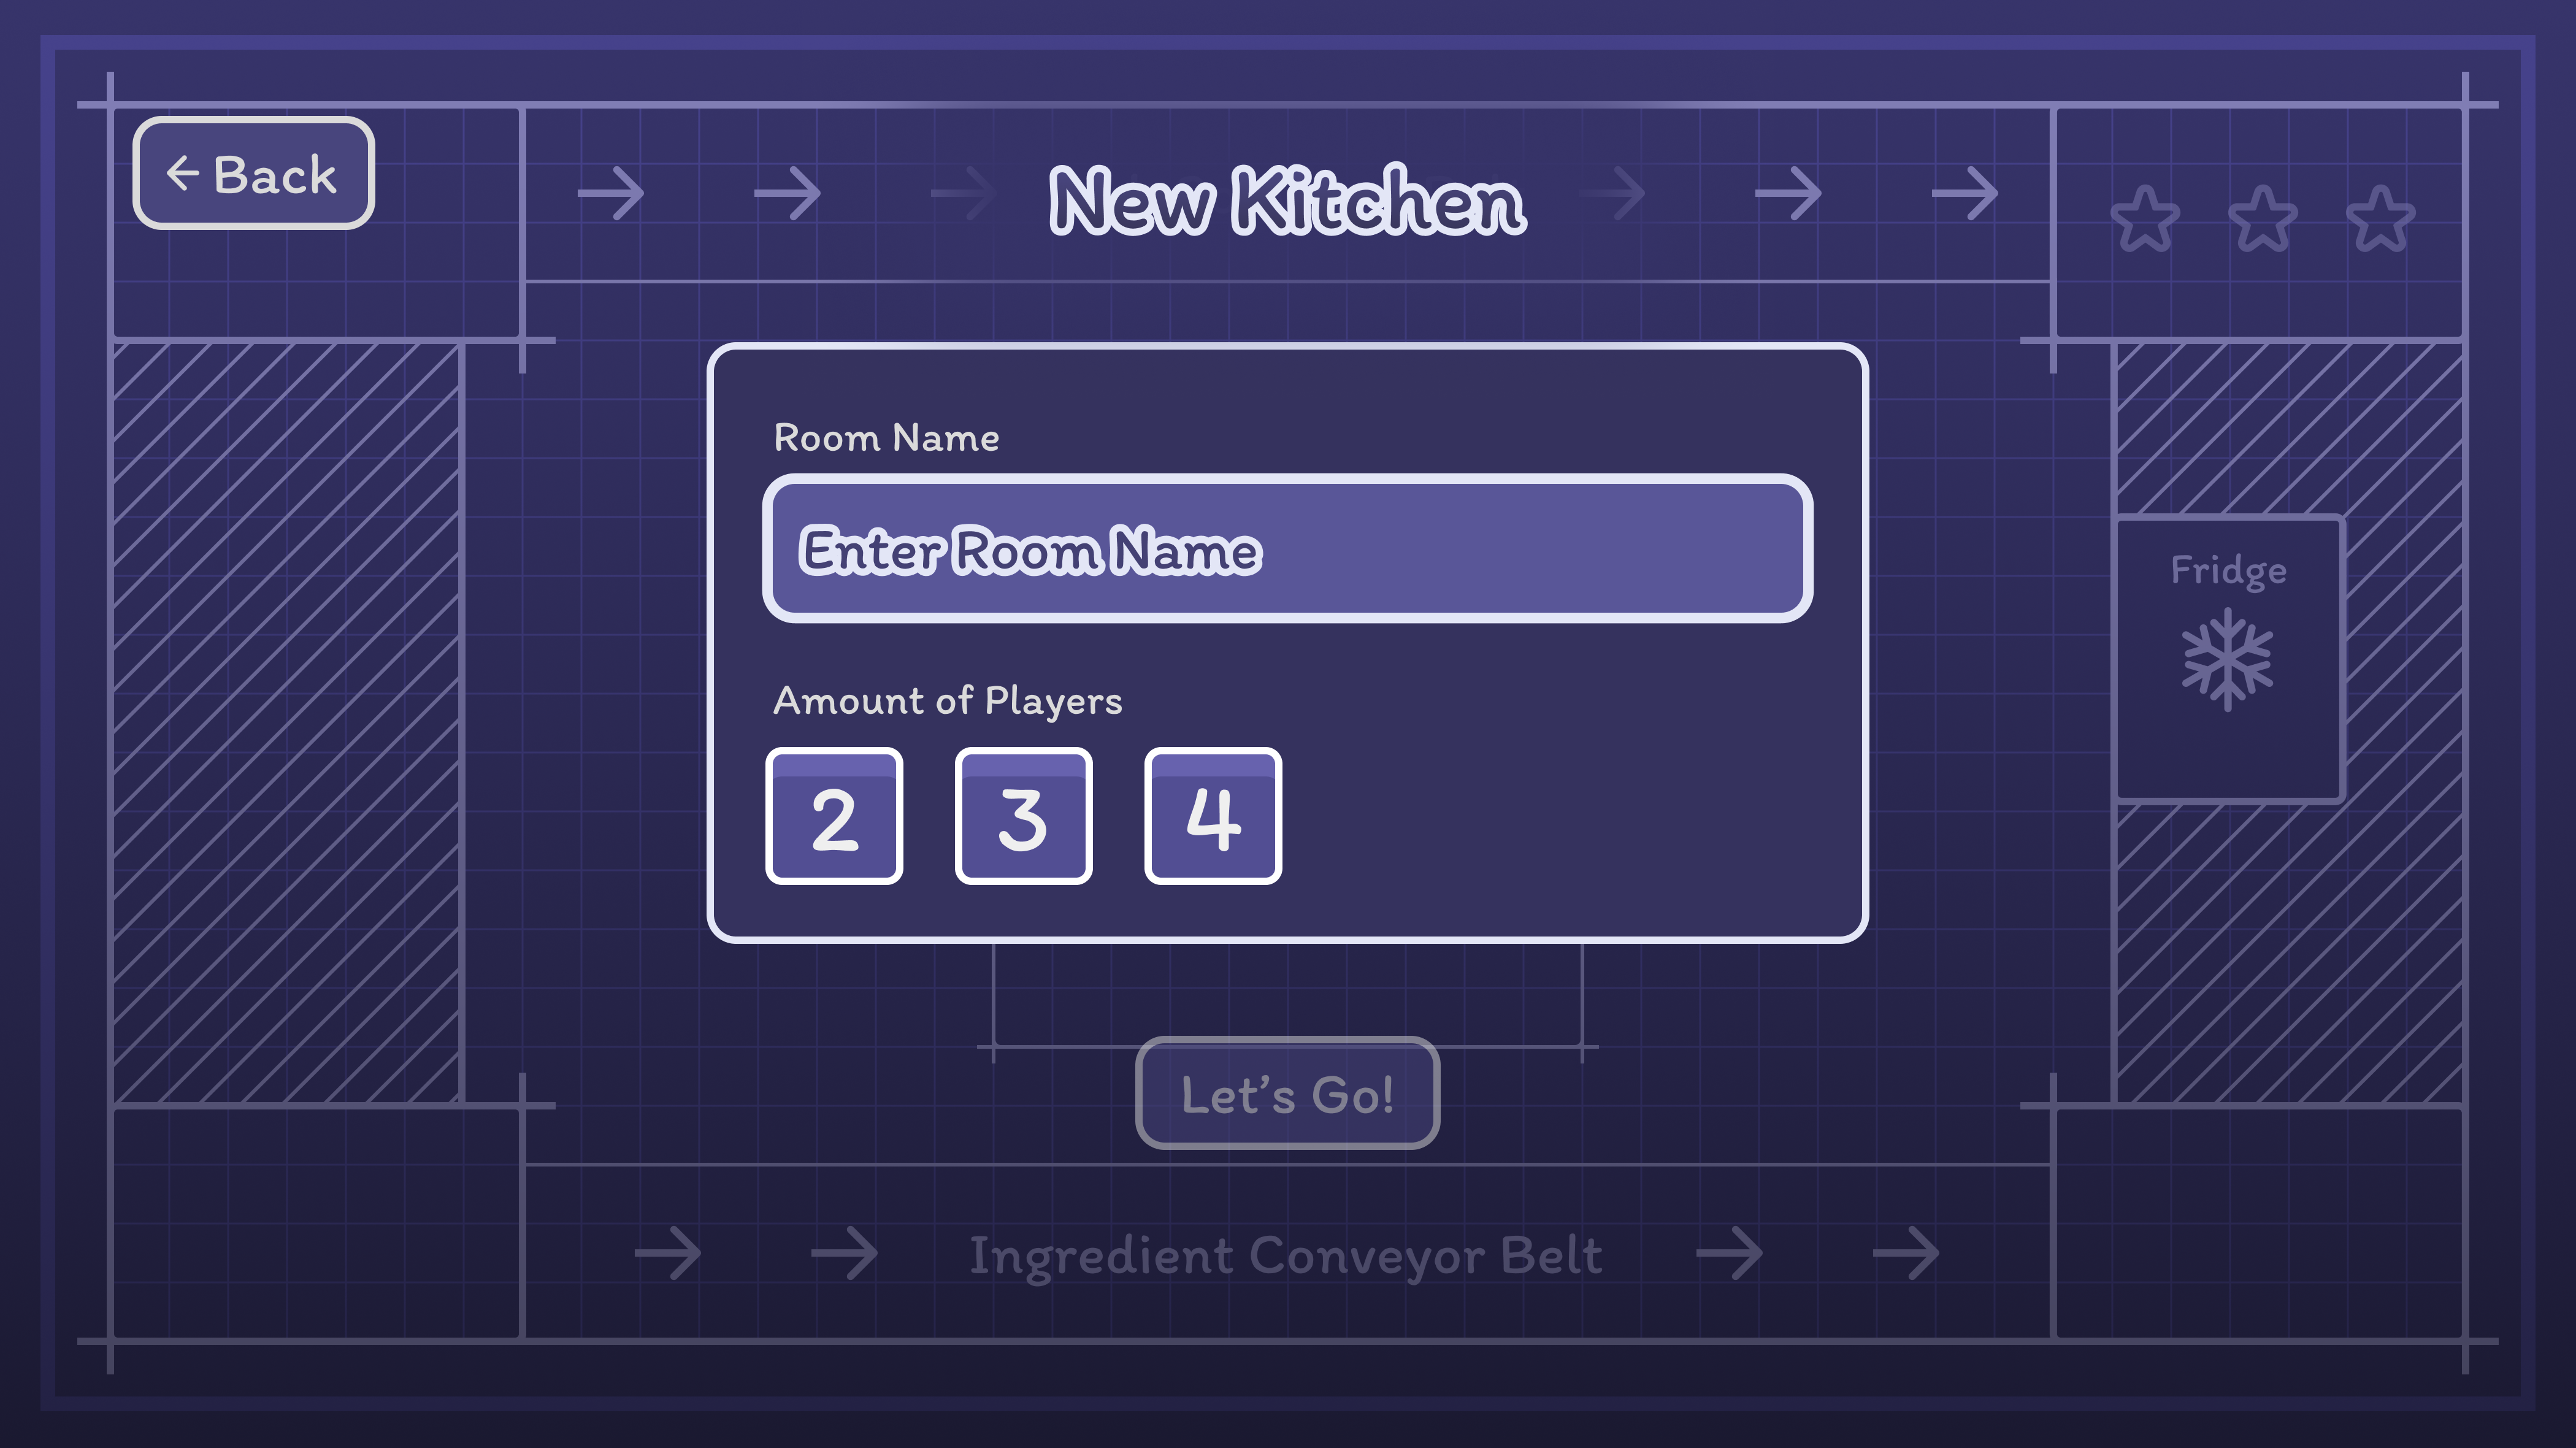 ← Back
New Kitchen
Room Name
Enter Room Name
Fridge
Amount of Players
2 3 4
Let's Go!
Ingredient Conveyor Belt